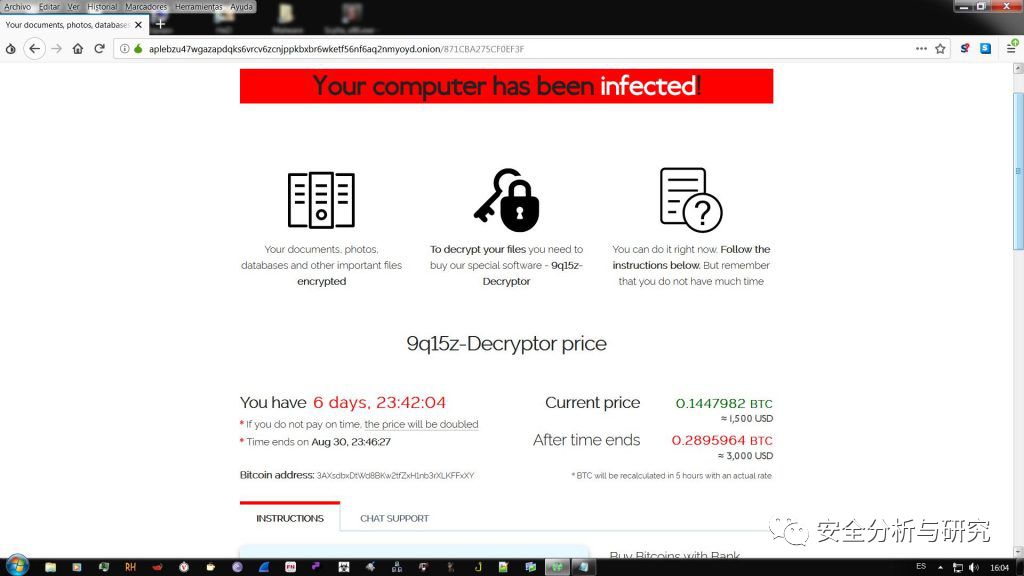 Archivo Editar Ver Historial Marcadores Herramientas Ayuda
Your documents, photos, databases
aplebzu47wgazapdqks6vrcv6zcnjppkbxbr6wketf56nf6aq2nmyoyd.onion/871CBA275CF0EF3F
Your computer has been infected!
Your documents, photos,
databases and other important files
encrypted
To decrypt your files you need to
buy our special software - 9q15z-
Decryptor
You can do it right now. Follow the
instructions below. But remember
that you do not have much time
9q15z-Decryptor price
You have 6 days, 23:42:04
* If you do not pay on time, the price will be doubled
* Time ends on Aug 30, 23:46:27
Current price 0.1447982 BTC
≈ 1,500 USD
After time ends 0.2895964 BTC
≈ 3,000 USD
Bitcoin address: 3AXsdbxDtWd8BKw2tfZxH1nb3rXLKFFxXY
* BTC will be recalculated in 5 hours with an actual rate.
INSTRUCTIONS CHAT SUPPORT
Buy Bitcoins with Bank
安全分析与研究
RH
FN
ES
16:04